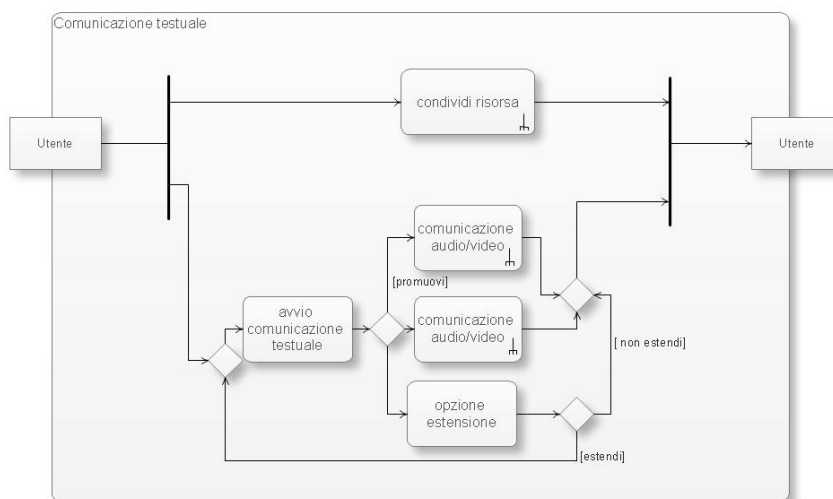 Comunicazione testuale
condividi risorsa
Utente
Utente
comunicazione
audio/video
[promuovi]
avvio
comunicazione
testuale
comunicazione
audio/video
[ non estendi]
opzione
estensione
[estendi]